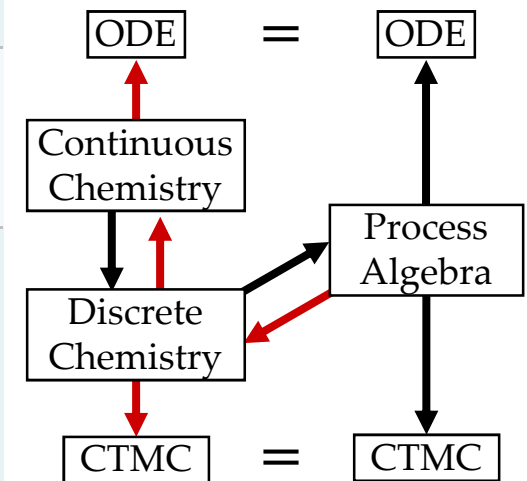 ODE = ODE
Continuous
Chemistry
Process
Algebra
Discrete
Chemistry
CTMC = CTMC